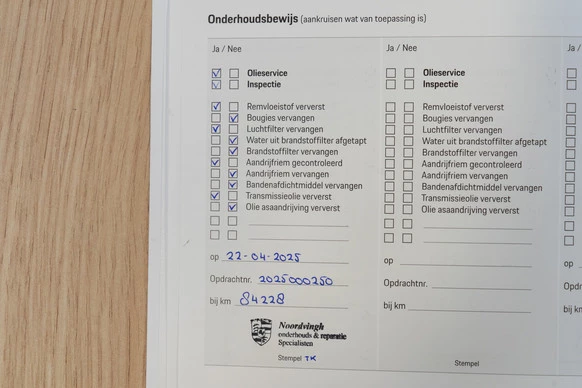 Onderhoudsbewijs (aankruisen wat van toepassing is)
Ja / Nee
Olieservice
Inspectie
Remvloeistof ververst
Bougies vervangen
Luchtfilter vervangen
Water uit brandstoffilter afgetapt
Brandstoffilter vervangen
Aandrijfriem gecontroleerd
Aandrijfriem vervangen
Bandenafdichtmiddel vervangen
Transmissieolie ververst
Olie asaandrijving ververst
op 22-04-2025
Opdrachtnr. 2025000250
bij km 84228
Noordvingh
onderhouds & reparatie
Specialisten
Stempel TK
Ja / Nee
Olieservice
Inspectie
Remvloeistof ververst
Bougies vervangen
Luchtfilter vervangen
Water uit brandstoffilter afgetapt
Brandstoffilter vervangen
Aandrijfriem gecontroleerd
Aandrijfriem vervangen
Bandenafdichtmiddel vervangen
Transmissieolie ververst
Olie asaandrijving ververst
op
Opdrachtnr.
bij km
Stempel
Ja /
op
Opdr
bij k